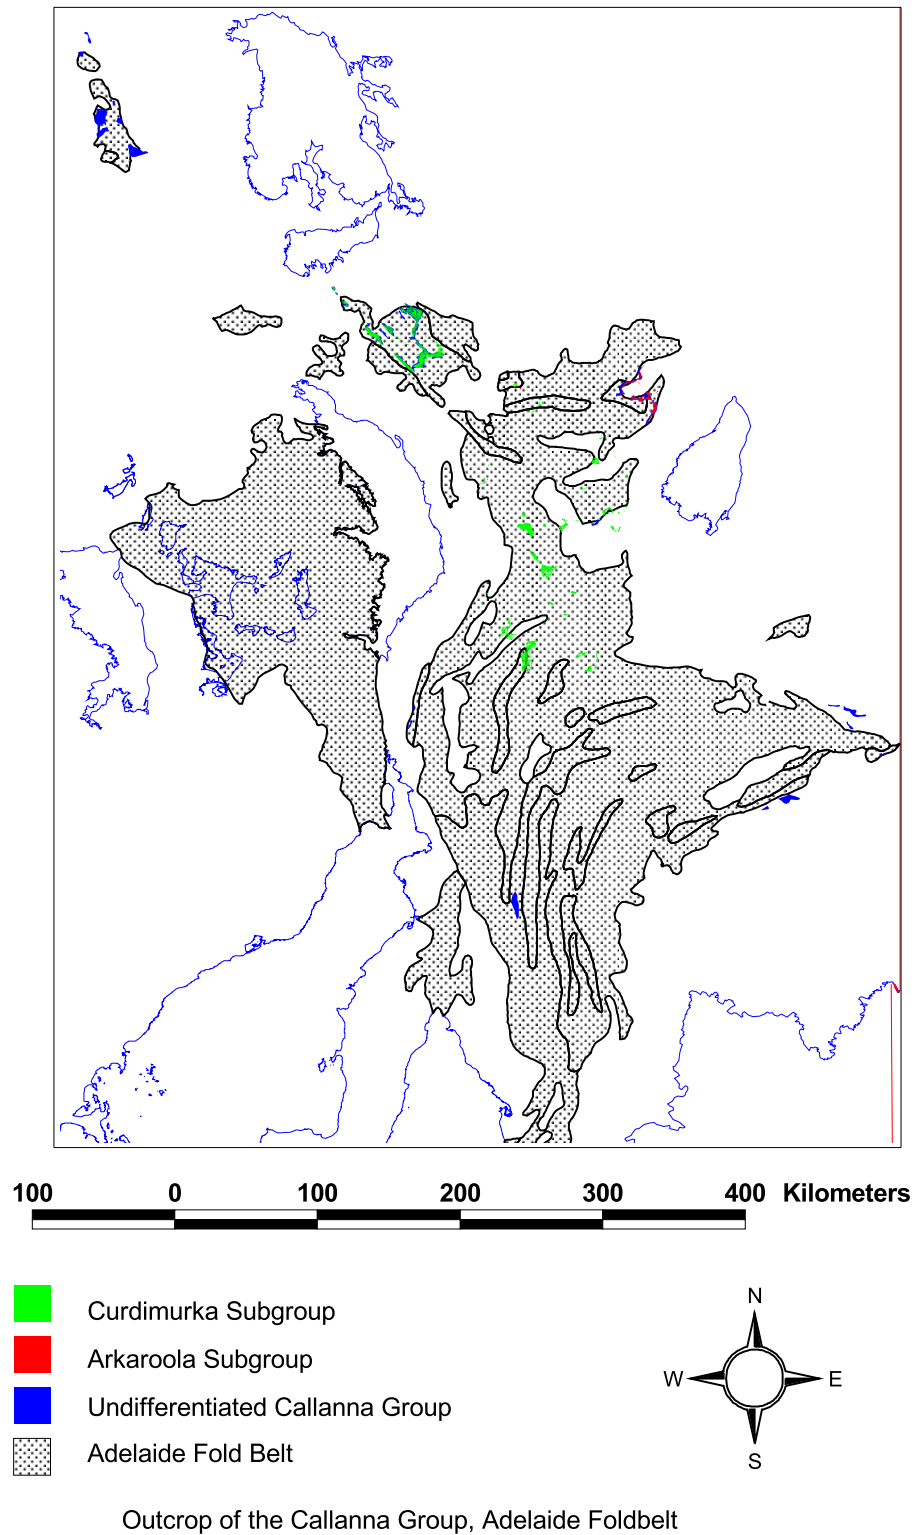 100 0 100 200 300 400 Kilometers
Curdimurka Subgroup
Arkaroola Subgroup
Undifferentiated Callanna Group
Adelaide Fold Belt
N
W E
S
Outcrop of the Callanna Group, Adelaide Foldbelt